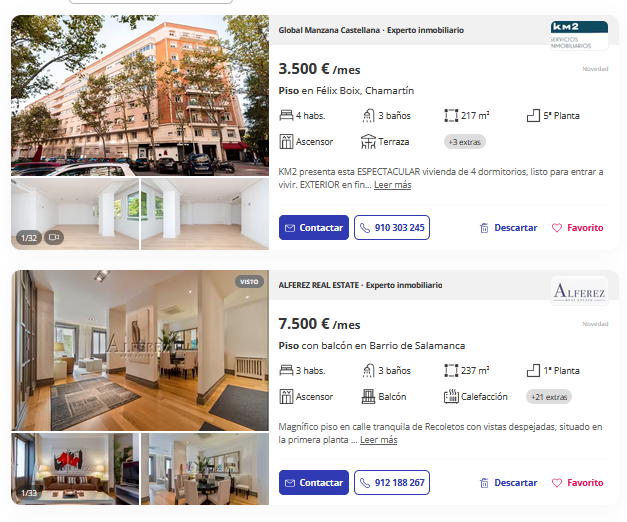 Global Manzana Castellana · Experto inmobiliario
KM2
SERVICIOS
INMOBILIARIOS
3.500 € /mes
Novedad
Piso en Félix Boix, Chamartín
4 habs.
3 baños
217 m²
5ª Planta
Ascensor
Terraza
+3 extras
KM2 presenta esta ESPECTACULAR vivienda de 4 dormitorios, listo para entrar a
vivir. EXTERIOR en fin... Leer más
1/32
Contactar
910 303 245
Descartar
Favorito
VISTO
ALFEREZ REAL ESTATE · Experto inmobiliario
ALFEREZ
REAL ESTATE
7.500 € /mes
Novedad
Piso con balcón en Barrio de Salamanca
ALFEREZ
3 habs.
3 baños
237 m²
1ª Planta
Ascensor
Balcón
Calefacción
+21 extras
Magnífico piso en calle tranquila de Recoletos con vistas despejadas, situado en
la primera planta ... Leer más
1/33
Contactar
912 188 267
Descartar
Favorito